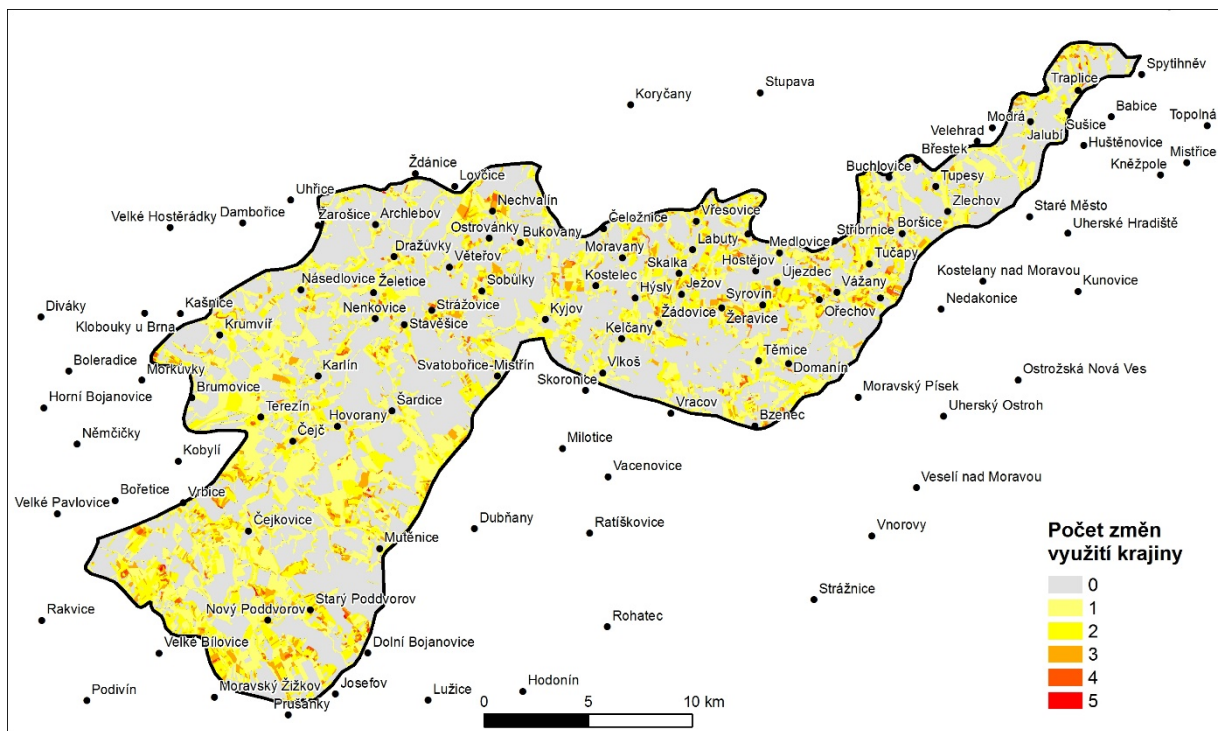 Spytihněv
Stupava
Koryčany
Traplice
Babice
Topolná
Modrá
Sušice
Velehrad
Jalubí
Huštěnovice
Břestek
Mistřice
Kněžpole
Buchlovice
Ždánice
Lovčice
Tupesy
Uhřice
Zlechov
Nechvalín
Velké Hostěrádky
Dambořice
Žarošice
Archlebov
Čeložnice
Vřesovice
Staré Město
Boršice
Stříbrnice
Uherské Hradiště
Ostrovánky
Bukovany
Moravany
Labuty
Medlovice
Dražůvky
Tučapy
Věteřov
Skalka
Hostějov
Kostelec
Újezdec
Kostelany nad Moravou
Kunovice
Násedlovice
Želetice
Sobůlky
Hýsly
Ježov
Vážany
Nedakonice
Diváky
Kašnice
Nenkovice
Strážovice
Syrovín
Klobouky u Brna
Krumvíř
Stavěšice
Kyjov
Žádovice
Žeravice
Ořechov
Kelčany
Boleradice
Karlín
Svatobořice-Mistřín
Vlkoš
Těmice
Domanín
Ostrožská Nová Ves
Morkůvky
Brumovice
Skoronice
Moravský Písek
Horní Bojanovice
Terezín
Hovorany
Šardice
Vracov
Bzenec
Uherský Ostroh
Němčičky
Čejč
Kobylí
Milotice
Vacenovice
Veselí nad Moravou
Velké Pavlovice
Bořetice
Vrbice
Čejkovice
Mutěnice
Dubňany
Ratíškovice
Vnorovy
Počet změn
využití krajiny
0
1
2
3
4
5
Strážnice
Rakvice
Nový Poddvorov
Starý Poddvorov
Rohatec
Velké Bílovice
Dolní Bojanovice
Podivín
Moravský Žižkov
Josefov
Lužice
Hodonín
Prušánky
0 5 10 km